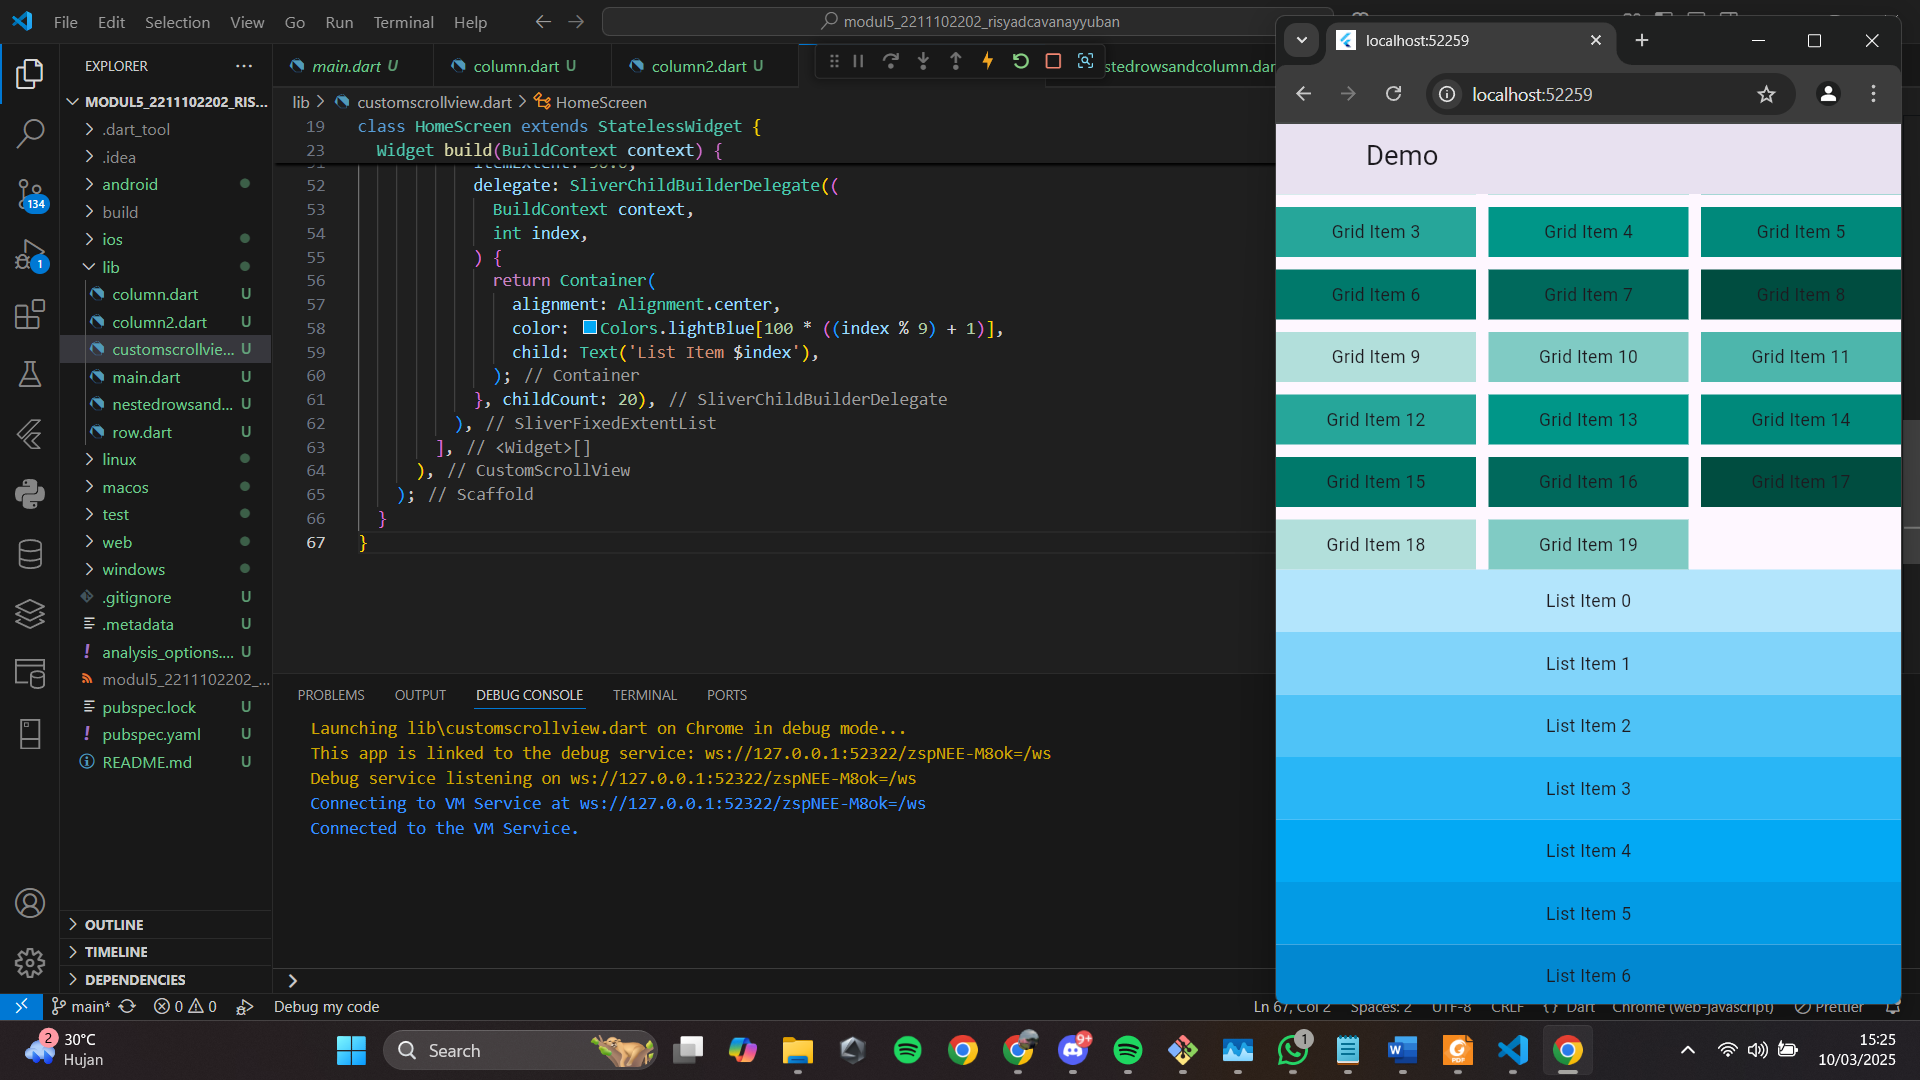 File Edit Selection View Go Run Terminal Help
modul5_2211102202_risyadcavanayyuban
EXPLORER
MODUL5_2211102202_RIS...
.dart_tool
.idea
android
build
ios
lib
column.dart U
column2.dart U
customscrollvie... U
main.dart U
nestedrowsand... U
row.dart U
linux
macos
test
web
windows
.gitignore U
.metadata U
analysis_options.... U
modul5_2211102202_...
pubspec.lock U
pubspec.yaml U
README.md U
OUTLINE
TIMELINE
DEPENDENCIES
134
1
main.dart U
column.dart U
column2.dart U
stedrowsandcolumn.dar
lib > customscrollview.dart > HomeScreen
19 class HomeScreen extends StatelessWidget {
23 Widget build(BuildContext context) {
52 delegate: SliverChildBuilderDelegate((
53 BuildContext context,
54 int index,
55 ) {
56 return Container(
57 alignment: Alignment.center,
58 color: Colors.lightBlue[100 * ((index % 9) + 1)],
59 child: Text('List Item $index'),
60 ); // Container
61 }, childCount: 20), // SliverChildBuilderDelegate
62 ), // SliverFixedExtentList
63 ], // <Widget>[]
64 ), // CustomScrollView
65 ); // Scaffold
66 }
67 }
PROBLEMS OUTPUT DEBUG CONSOLE TERMINAL PORTS
Launching lib\customscrollview.dart on Chrome in debug mode...
This app is linked to the debug service: ws://127.0.0.1:52322/zspNEE-M8ok=/ws
Debug service listening on ws://127.0.0.1:52322/zspNEE-M8ok=/ws
Connecting to VM Service at ws://127.0.0.1:52322/zspNEE-M8ok=/ws
Connected to the VM Service.
localhost:52259
localhost:52259
Demo
Grid Item 3 Grid Item 4 Grid Item 5
Grid Item 6 Grid Item 7 Grid Item 8
Grid Item 9 Grid Item 10 Grid Item 11
Grid Item 12 Grid Item 13 Grid Item 14
Grid Item 15 Grid Item 16 Grid Item 17
Grid Item 18 Grid Item 19
List Item 0
List Item 1
List Item 2
List Item 3
List Item 4
List Item 5
List Item 6
main* 0 0 Debug my code
Ln 67, Col 2 Spaces: 2 UTF-8 CRLF {} Dart Chrome (web-javascript) Prettier
2
30°C
Hujan
Search
9+
1
15:25
10/03/2025